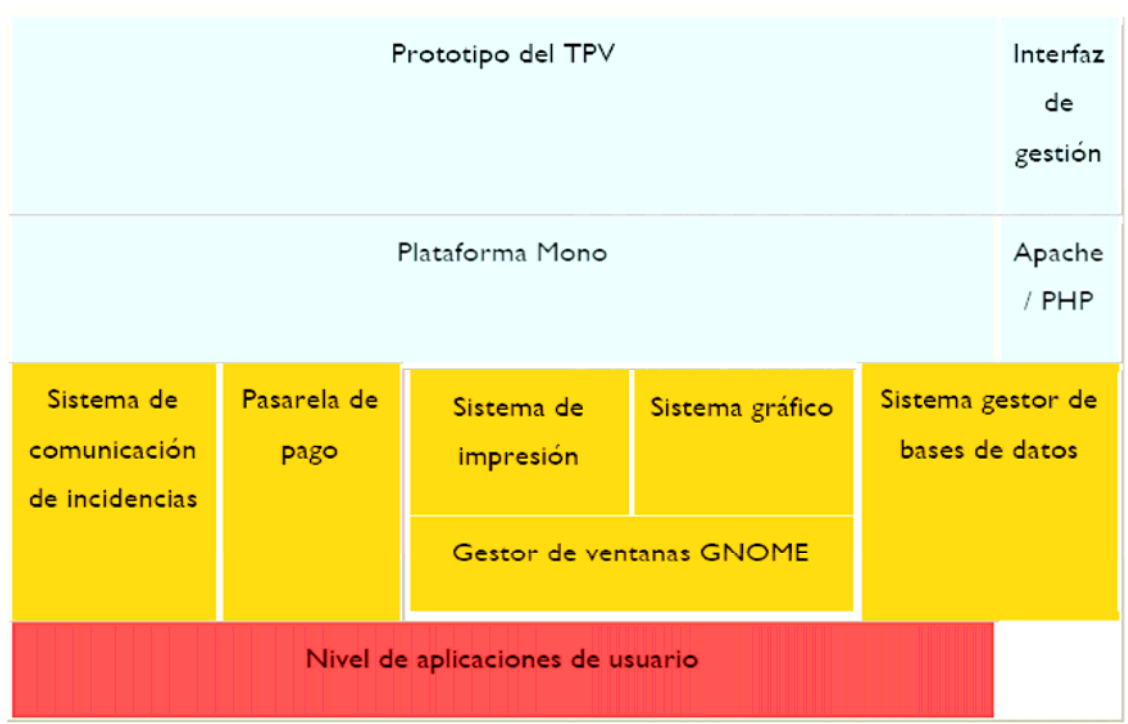 Prototipo del TPV
Interfaz
de
gestión
Plataforma Mono
Apache
/ PHP
Sistema de
comunicación
de incidencias
Pasarela de
pago
Sistema de
impresión
Sistema gráfico
Sistema gestor de
bases de datos
Gestor de ventanas GNOME
Nivel de aplicaciones de usuario